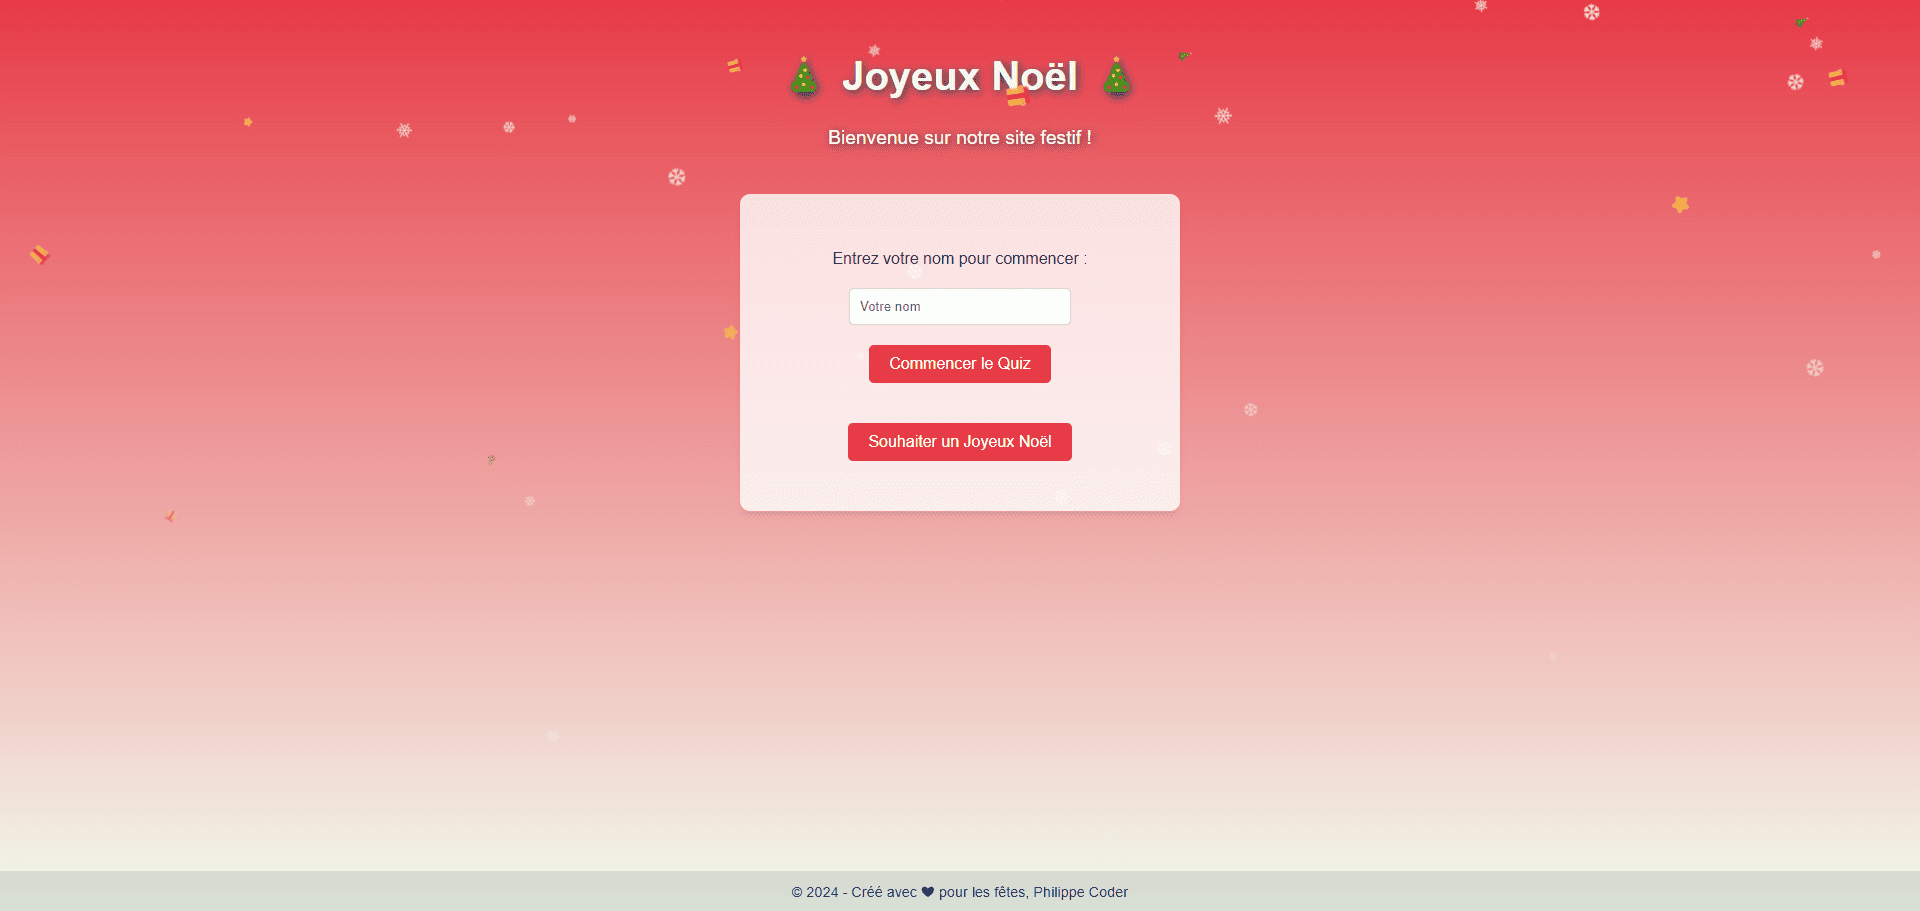 Joyeux Noël
Bienvenue sur notre site festif !
Entrez votre nom pour commencer :
Votre nom
Commencer le Quiz
Souhaiter un Joyeux Noël
© 2024 - Créé avec ❤ pour les fêtes, Philippe Coder